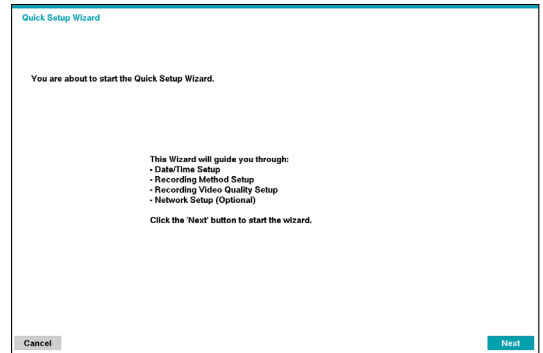 Quick Setup Wizard
You are about to start the Quick Setup Wizard.
This Wizard will guide you through:
- Date/Time Setup
- Recording Method Setup
- Recording Video Quality Setup
- Network Setup (Optional)
Click the 'Next' button to start the wizard.
Cancel
Next